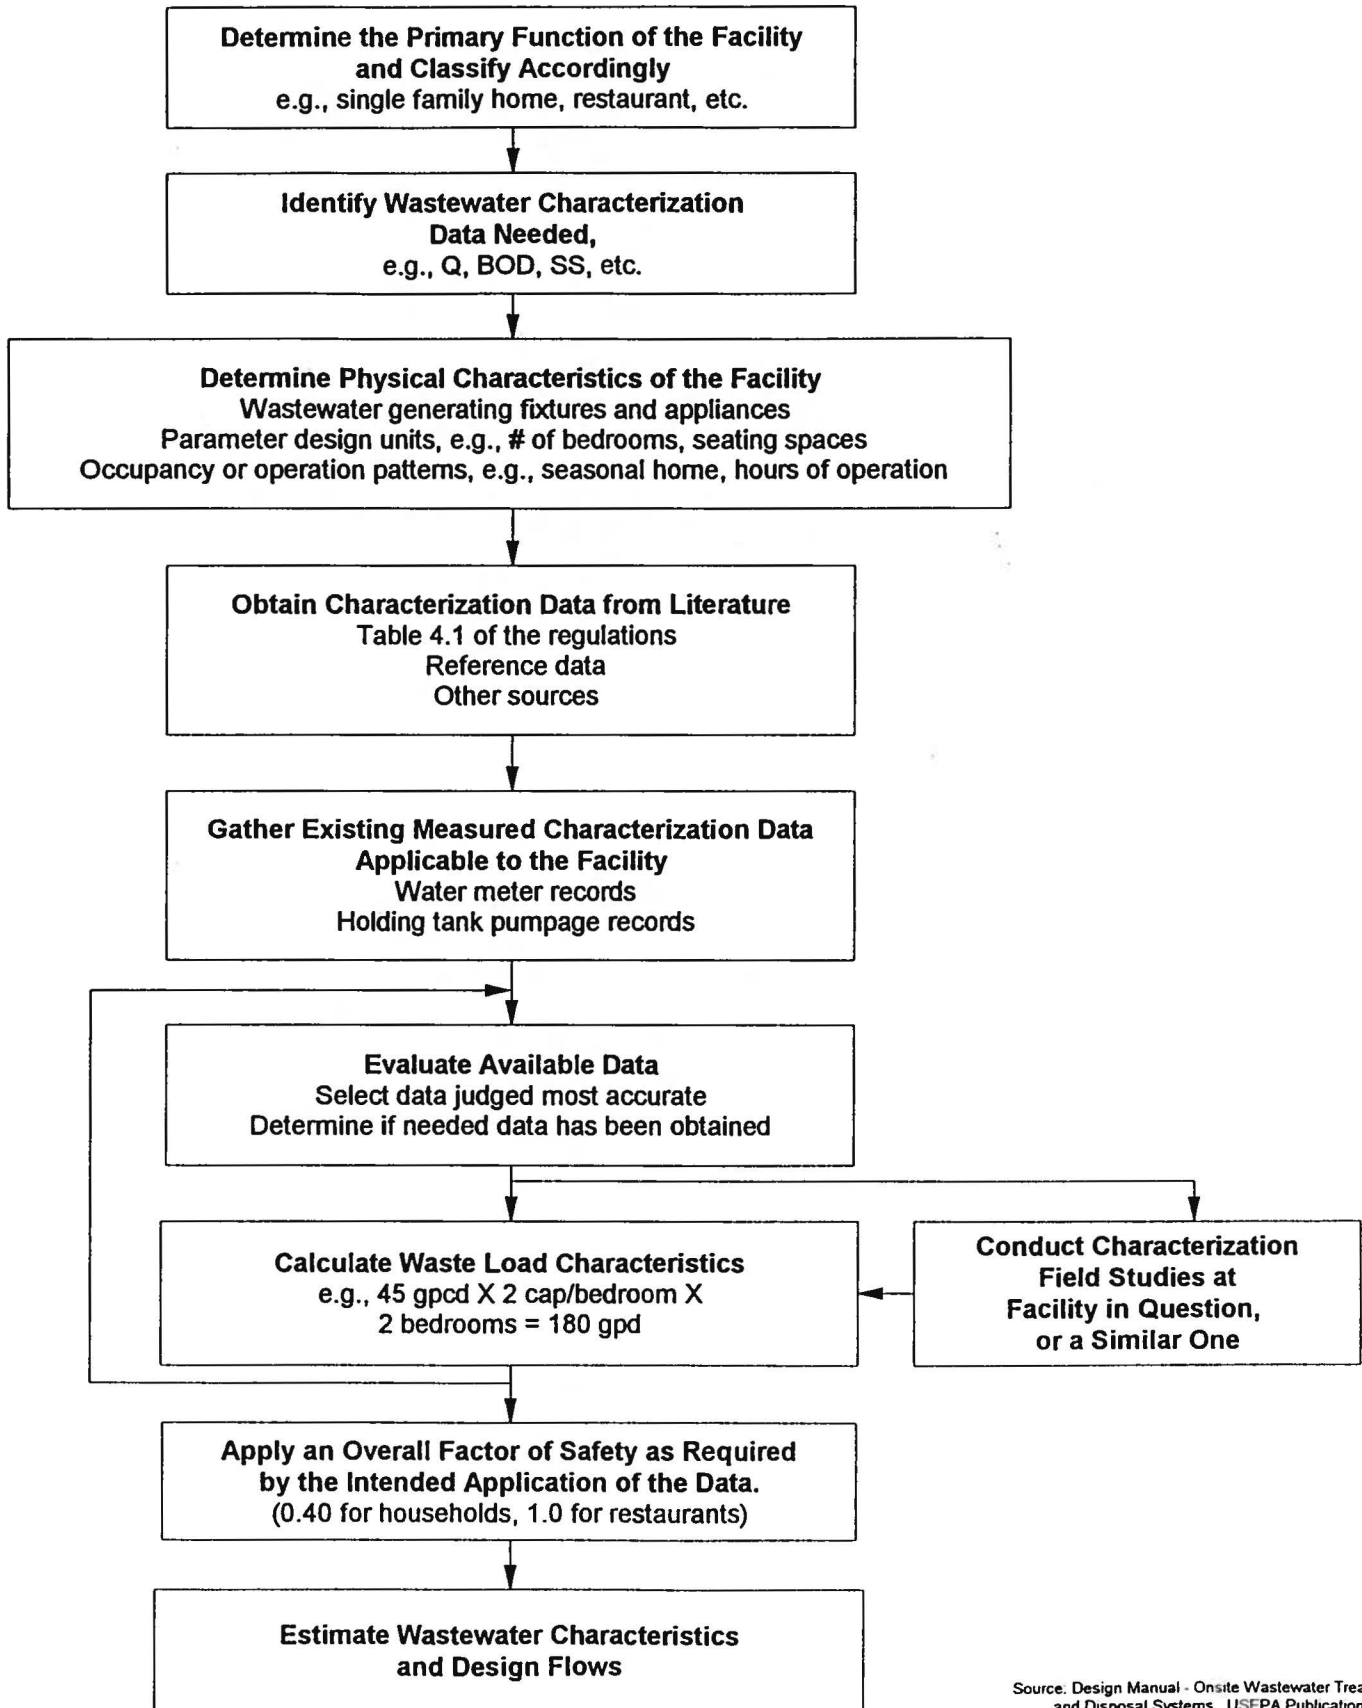 Determine the Primary Function of the Facility
and Classify Accordingly
e.g., single family home, restaurant, etc.
Identify Wastewater Characterization
Data Needed,
e.g., Q, BOD, SS, etc.
Determine Physical Characteristics of the Facility
Wastewater generating fixtures and appliances
Parameter design units, e.g., # of bedrooms, seating spaces
Occupancy or operation patterns, e.g., seasonal home, hours of operation
Obtain Characterization Data from Literature
Table 4.1 of the regulations
Reference data
Other sources
Gather Existing Measured Characterization Data
Applicable to the Facility
Water meter records
Holding tank pumpage records
Evaluate Available Data
Select data judged most accurate
Determine if needed data has been obtained
Calculate Waste Load Characteristics
e.g., 45 gpcd X 2 cap/bedroom X
2 bedrooms = 180 gpd
Conduct Characterization
Field Studies at
Facility in Question,
or a Similar One
Apply an Overall Factor of Safety as Required
by the Intended Application of the Data.
(0.40 for households, 1.0 for restaurants)
Estimate Wastewater Characteristics
and Design Flows
Source: Design Manual - Onsite Wastewater Trea
and Disposal Systems, USEPA Publication